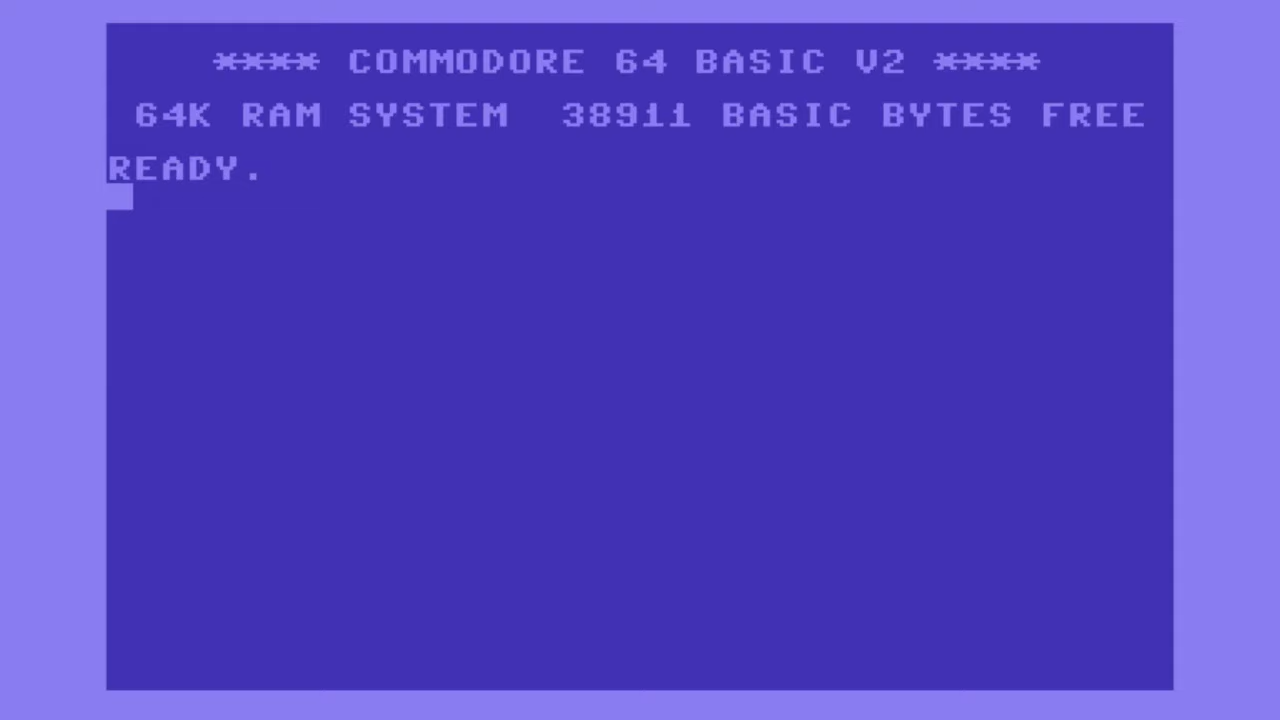 **** COMMODORE 64 BASIC V2 ****
64K RAM SYSTEM  38911 BASIC BYTES FREE
READY.